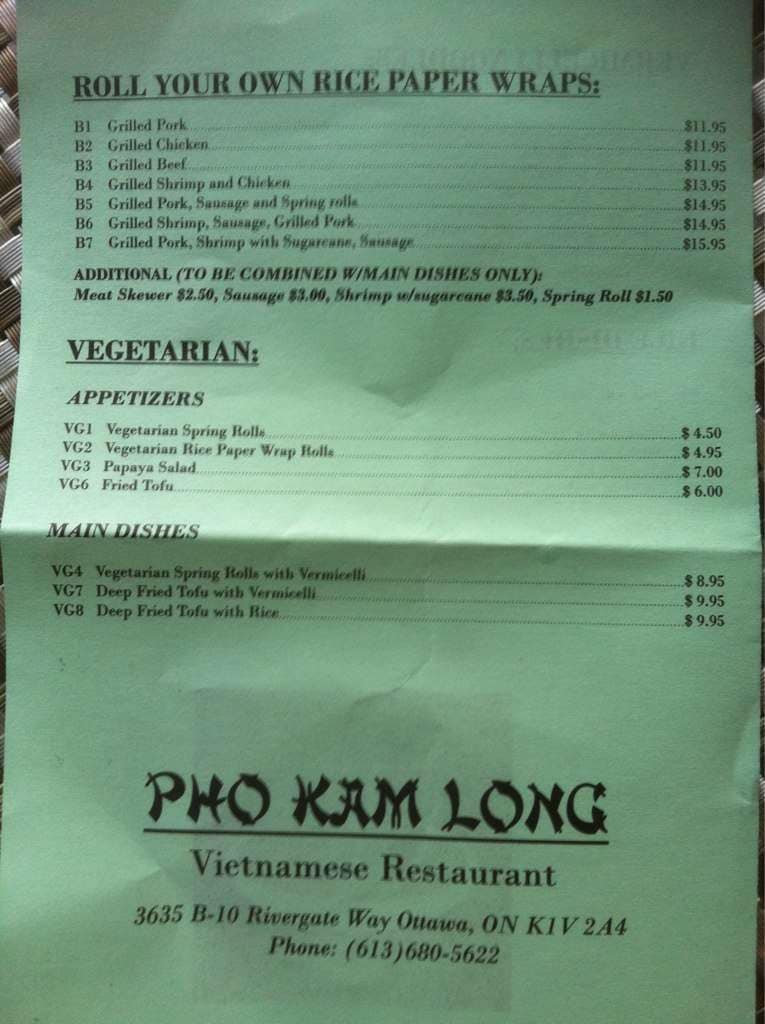 ROLL YOUR OWN RICE PAPER WRAPS:
B1 Grilled Pork $11.95
B2 Grilled Chicken $11.95
B3 Grilled Beef $11.95
B4 Grilled Shrimp and Chicken $13.95
B5 Grilled Pork, Sausage and Spring rolls $14.95
B6 Grilled Shrimp, Sausage, Grilled Pork $14.95
B7 Grilled Pork, Shrimp with Sugarcane, Sausage $15.95
ADDITIONAL (TO BE COMBINED W/MAIN DISHES ONLY):
Meat Skewer $2.50, Sausage $3.00, Shrimp w/sugarcane $3.50, Spring Roll $1.50
VEGETARIAN:
APPETIZERS
VG1 Vegetarian Spring Rolls $ 4.50
VG2 Vegetarian Rice Paper Wrap Rolls $ 4.95
VG3 Papaya Salad $ 7.00
VG6 Fried Tofu $ 6.00
MAIN DISHES
VG4 Vegetarian Spring Rolls with Vermicelli $ 8.95
VG7 Deep Fried Tofu with Vermicelli $ 9.95
VG8 Deep Fried Tofu with Rice $ 9.95
PHO KAM LONG
Vietnamese Restaurant
3635 B-10 Rivergate Way Ottawa, ON K1V 2A4
Phone: (613)680-5622